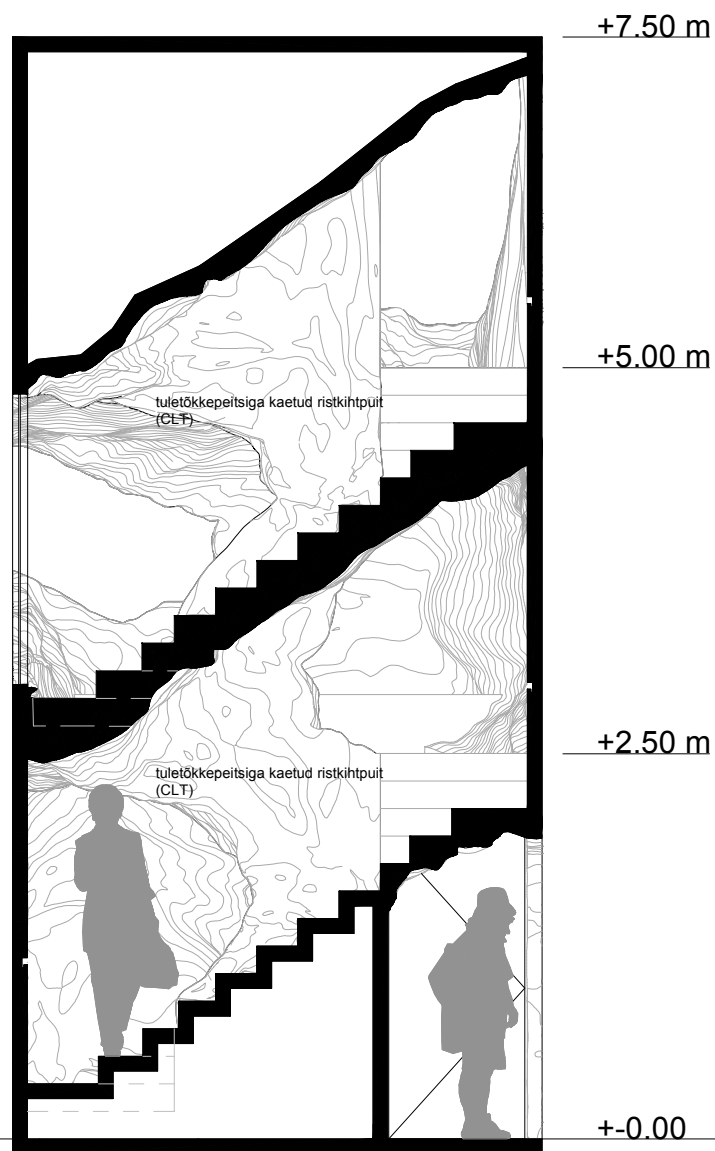 +7.50 m
+5.00 m
tuletõkkepeitsiga kaetud ristkihtpuit
(CLT)
+2.50 m
tuletõkkepeitsiga kaetud ristkihtpuit
(CLT)
+-0.00